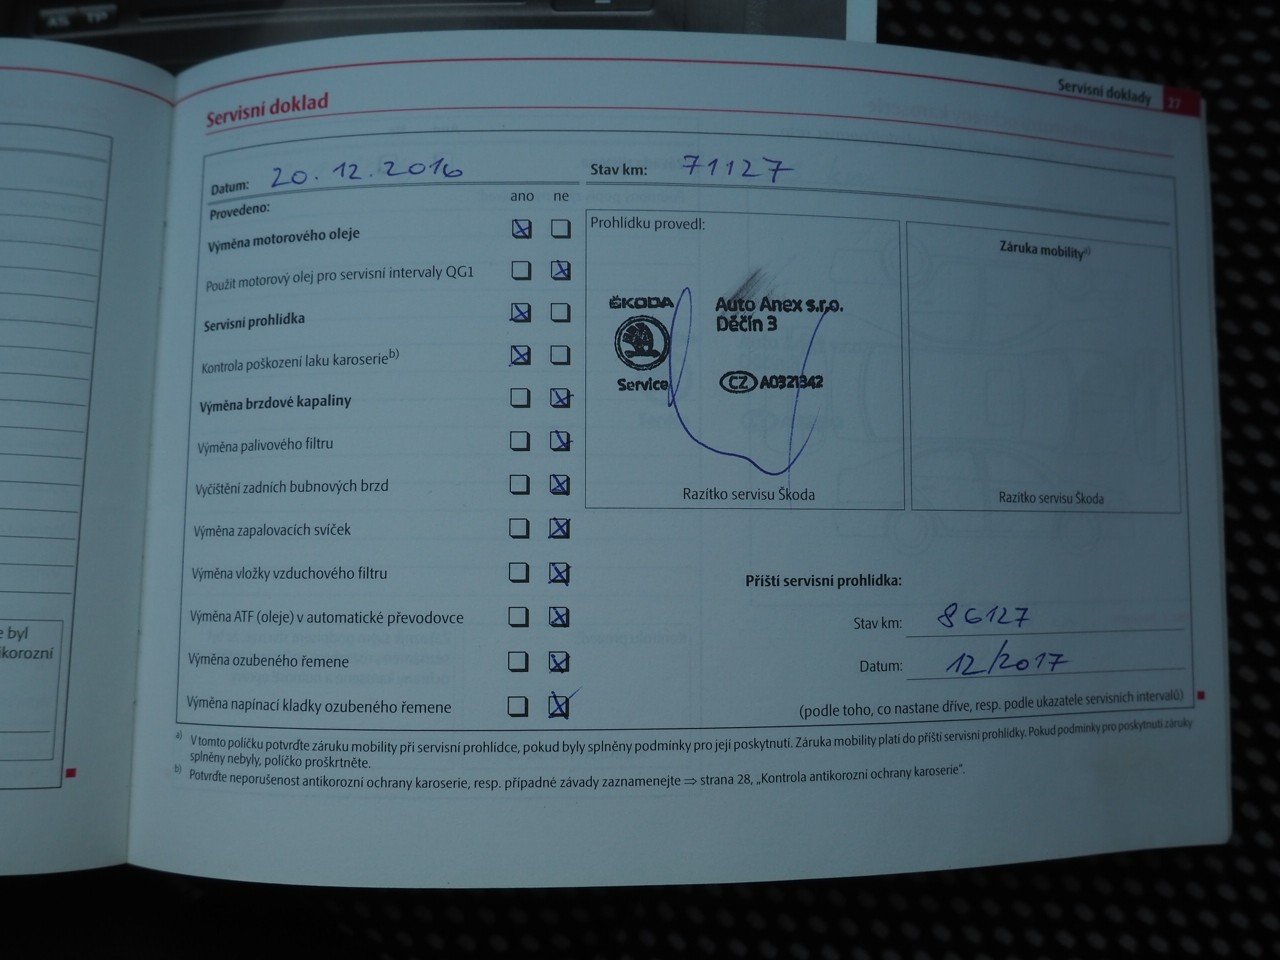 AS TP
Servisní doklady 27
Servisní doklad
Datum: 20.12.2016 Stav km: 71127
Provedeno: ano ne
Výměna motorového oleje
Použit motorový olej pro servisní intervaly QG1
Servisní prohlídka
Kontrola poškození laku karoserie b)
Výměna brzdové kapaliny
Výměna palivového filtru
Vyčištění zadních bubnových brzd
Výměna zapalovacích svíček
Výměna vložky vzduchového filtru
Výměna ATF (oleje) v automatické převodovce
Výměna ozubeného řemene
Výměna napínací kladky ozubeného řemene
Prohlídku provedl:
ŠKODA
Service
Auto Anex s.r.o.
Děčín 3
CZ A0321342
Razítko servisu Škoda
Záruka mobility a)
Razítko servisu Škoda
Příští servisní prohlídka:
Stav km: 86127
Datum: 12/2017
(podle toho, co nastane dříve, resp. podle ukazatele servisních intervalů)
a) V tomto políčku potvrďte záruku mobility při servisní prohlídce, pokud byly splněny podmínky pro její poskytnutí. Záruka mobility platí do příští servisní prohlídky. Pokud podmínky pro poskytnutí záruky
splněny nebyly, políčko proškrtněte.
b) Potvrďte neporušenost antikorozní ochrany karoserie, resp. případné závady zaznamenejte ⇒ strana 28, „Kontrola antikorozní ochrany karoserie".
e byl
ikorozní